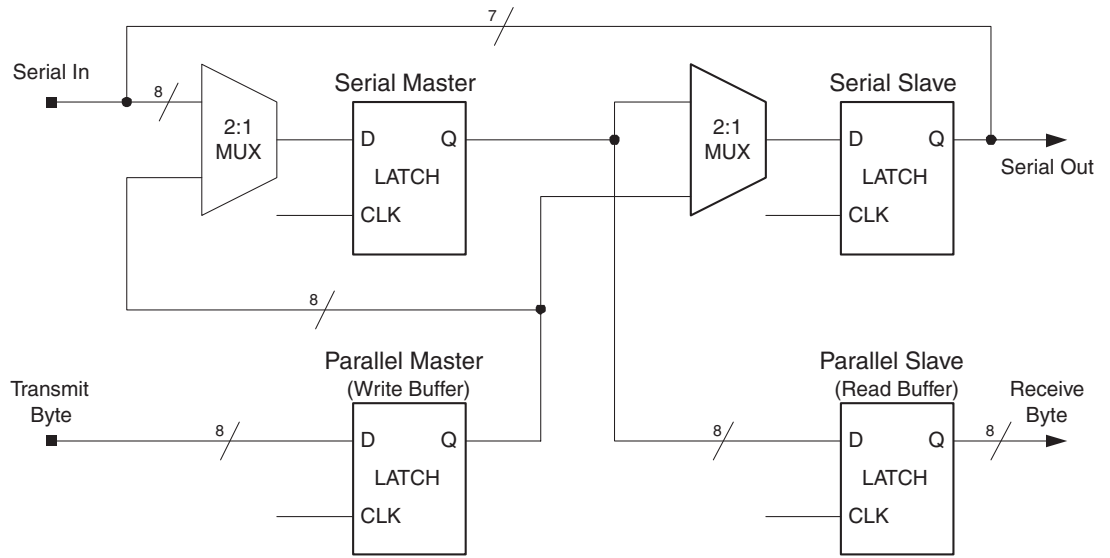 7
Serial In
8
2:1
MUX
Serial Master
D
Q
LATCH
CLK
2:1
MUX
Serial Slave
D
Q
LATCH
CLK
Serial Out
8
Transmit
Byte
8
Parallel Master
(Write Buffer)
D
Q
LATCH
CLK
8
Parallel Slave
(Read Buffer)
D
Q
LATCH
CLK
8
Receive
Byte